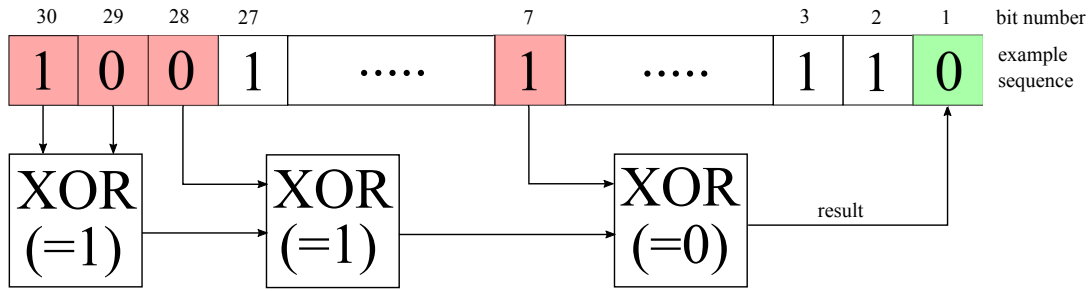 30 29 28 27 7 3 2 1 bit number
1 0 0 1 ..... 1 ..... 1 1 0 example
sequence
XOR XOR XOR
(=1) (=1) (=0)
result